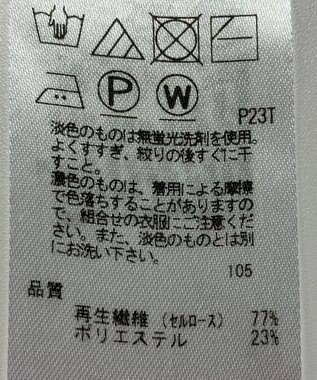 P W
P23T
淡色のものは無蛍光洗剤を使用。
よくすすぎ、絞りの後すぐに干
すこと。
濃色のものは、着用による摩擦
で色落ちすることがありますの
で、組合せの衣服にご注意くだ
さい。また、淡色のものとは別
にお洗い下さい。
105
品質
再生繊維（セルロース） 77%
ポリエステル 23%